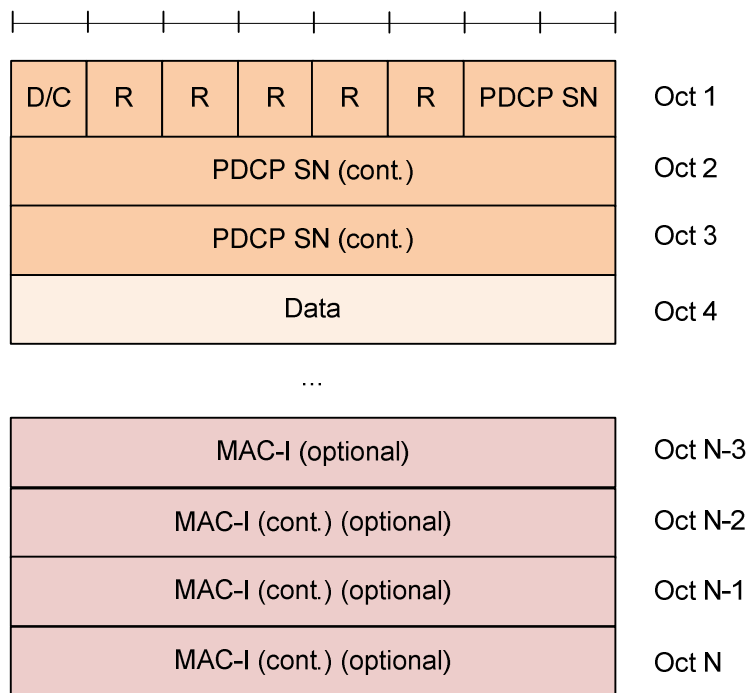 D/C R R R R R PDCP SN Oct 1
PDCP SN (cont.) Oct 2
PDCP SN (cont.) Oct 3
Data Oct 4
...
MAC-I (optional) Oct N-3
MAC-I (cont.) (optional) Oct N-2
MAC-I (cont.) (optional) Oct N-1
MAC-I (cont.) (optional) Oct N